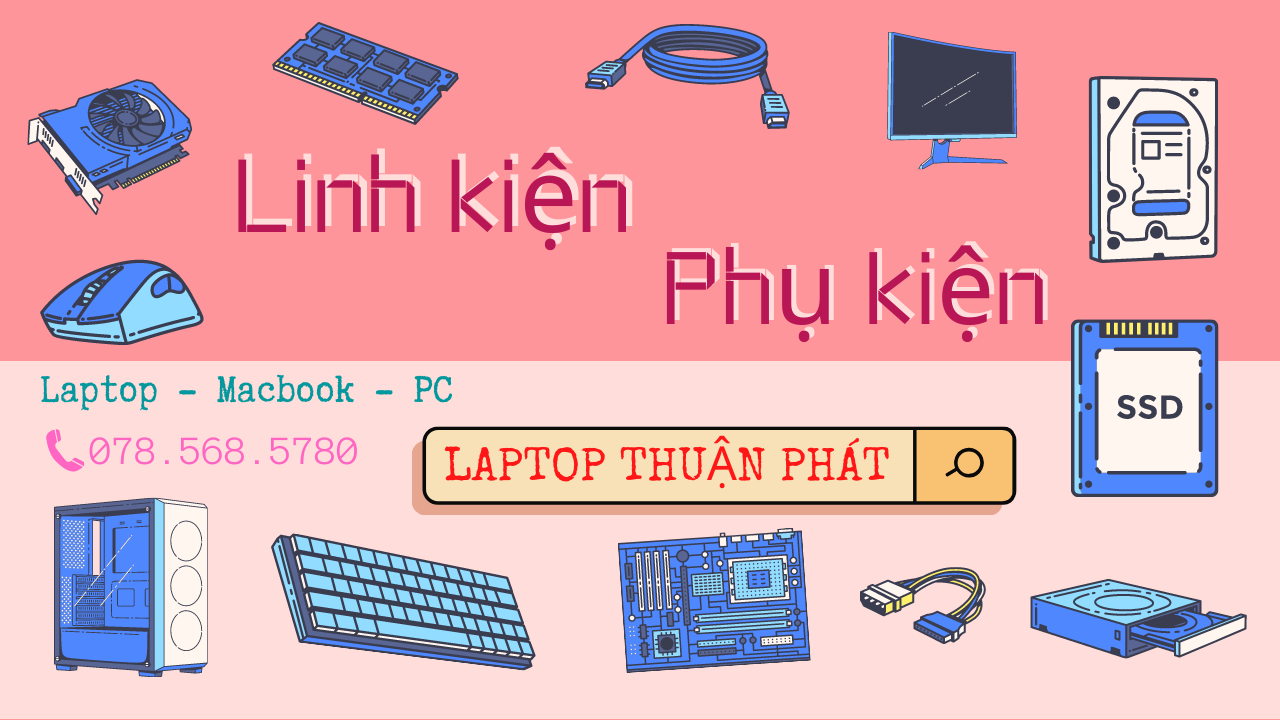 Linh kiện
Phụ kiện
Laptop - Macbook - PC
078.568.5780
LAPTOP THUẬN PHÁT
SSD